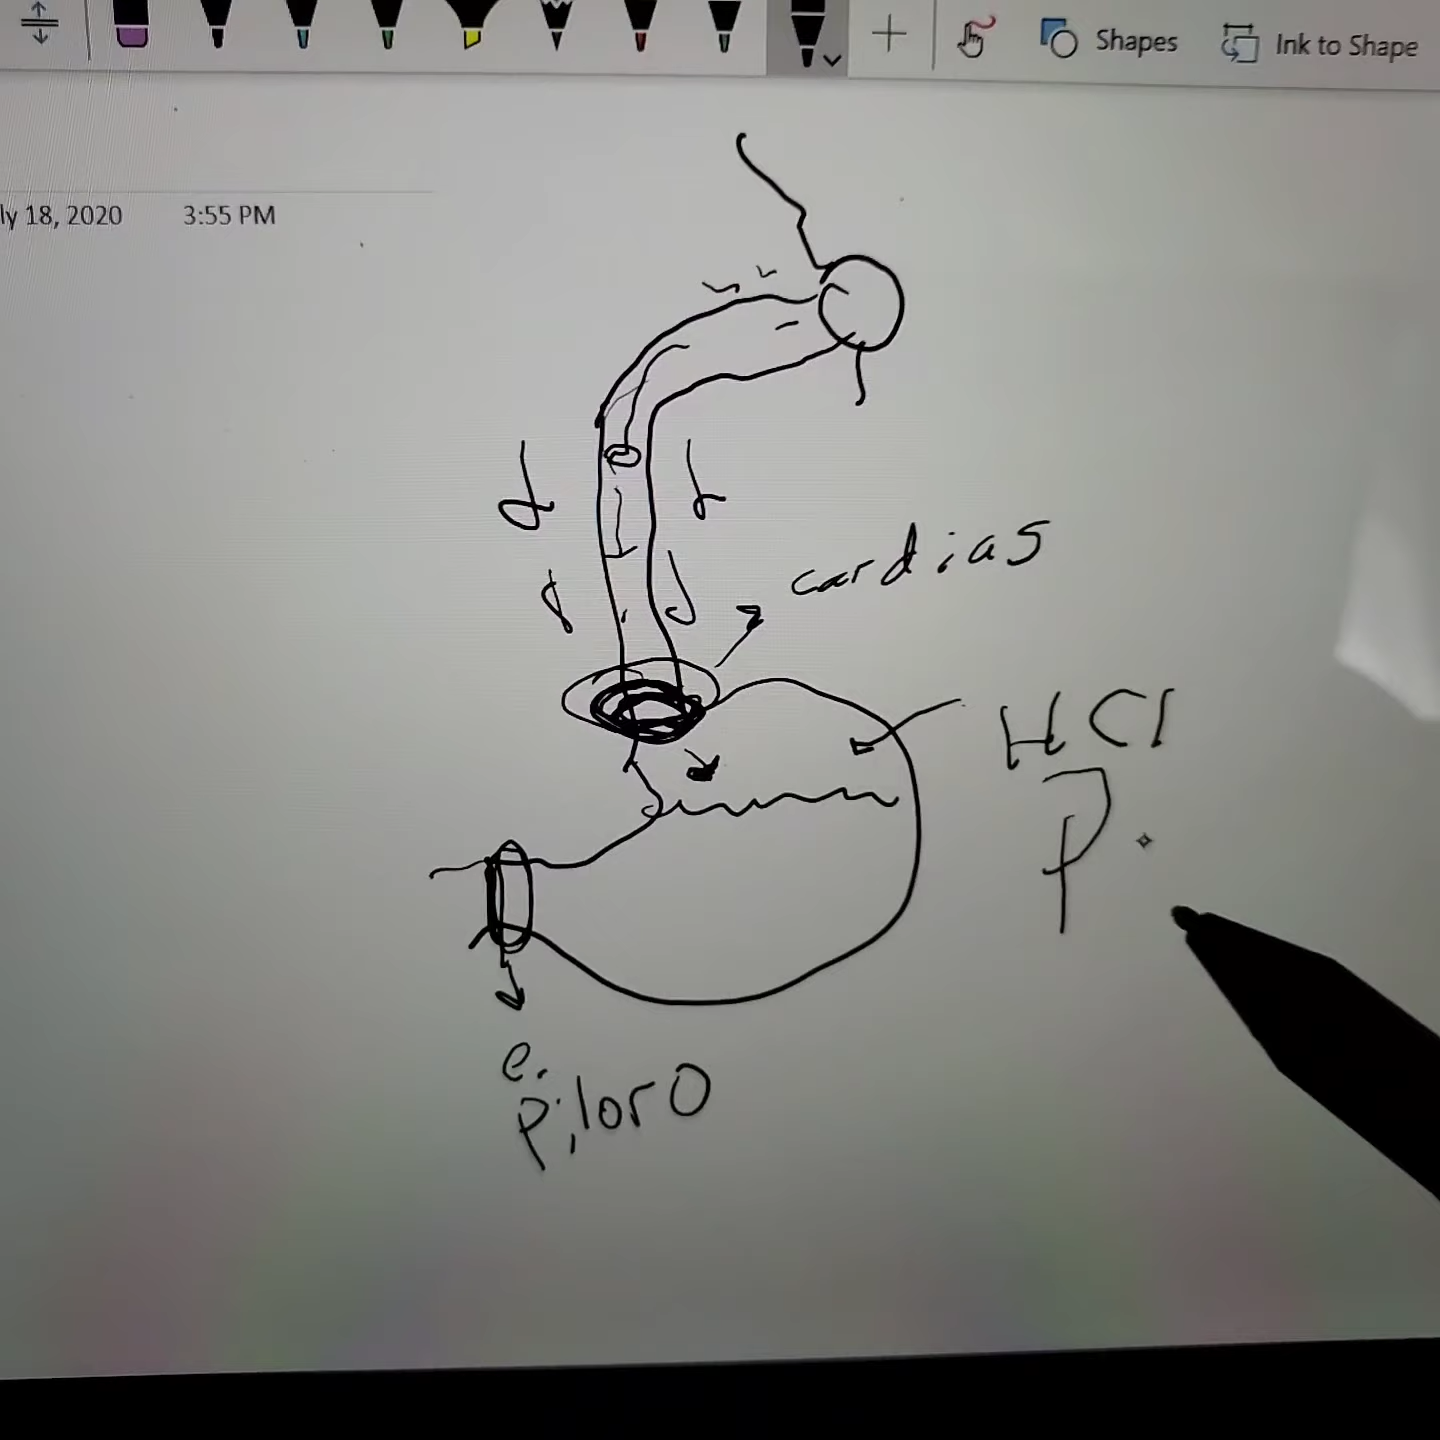 Shapes
Ink to Shape
ly 18, 2020
3:55 PM
cardias
HCl
P
e.
piloro